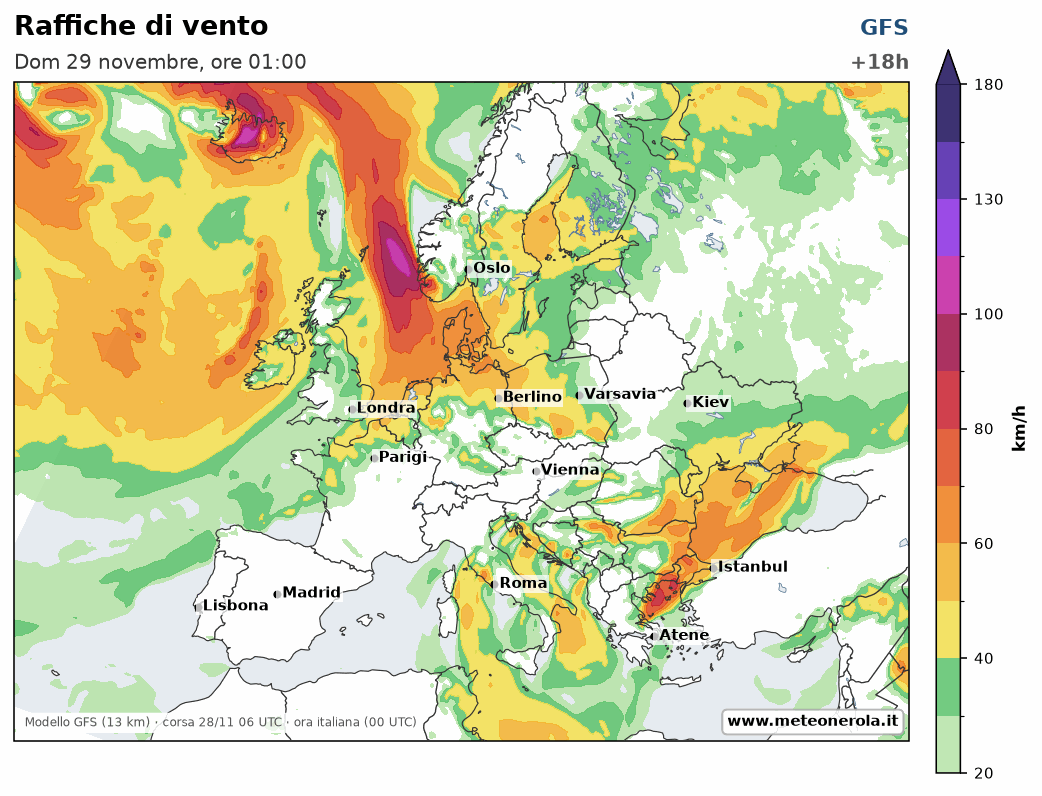 Raffiche di vento
GFS
Dom 29 novembre, ore 01:00
+18h
180
130
100
80
60
40
20
km/h
Oslo
Londra
Berlino
Varsavia
Kiev
Parigi
Vienna
Istanbul
Roma
Madrid
Lisbona
Atene
Modello GFS (13 km) · corsa 28/11 06 UTC · ora italiana (00 UTC)
www.meteonerola.it